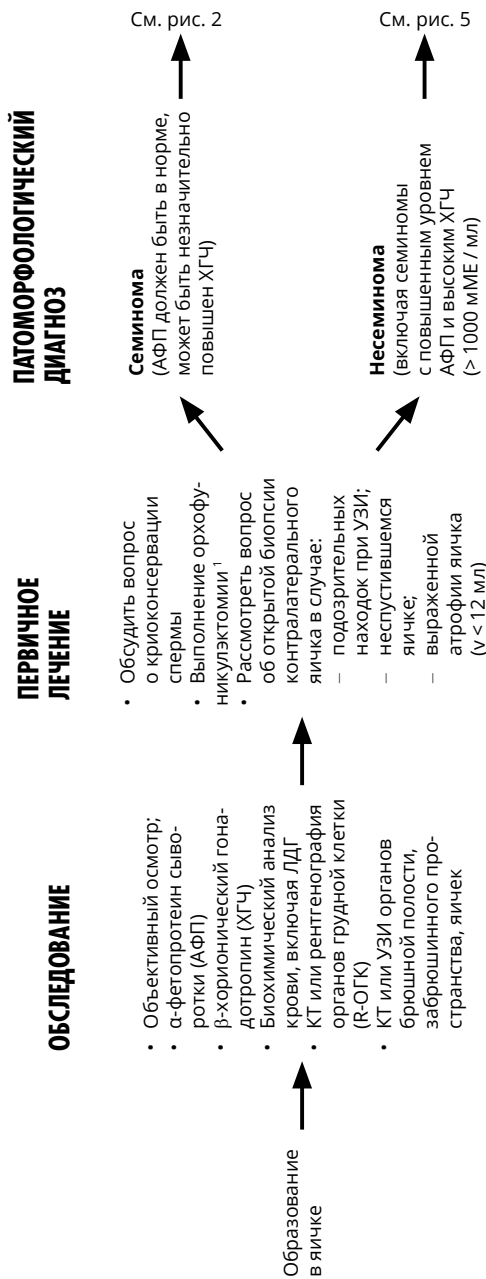 Образование
в яичке
ОБСЛЕДОВАНИЕ
• Объективный осмотр;
• α-фетопротеин сыво-
ротки (АФП)
• β-хорионический гона-
дотропин (ХГЧ)
• Биохимический анализ
крови, включая ЛДГ
• КТ или рентгенография
органов грудной клетки
(R-ОГК)
• КТ или УЗИ органов
брюшной полости,
забрюшинного про-
странства, яичек
ПЕРВИЧНОЕ
ЛЕЧЕНИЕ
• Обсудить вопрос
о криоконсервации
спермы
• Выполнение орхофу-
никулэктомии¹
• Рассмотреть вопрос
об открытой биопсии
контралатерального
яичка в случае:
– подозрительных
находок при УЗИ;
– неспустившемся
яичке;
– выраженной
атрофии яичка
(v < 12 мл)
ПАТОМОРФОЛОГИЧЕСКИЙ
ДИАГНОЗ
Семинома
(АФП должен быть в норме,
может быть незначительно
повышен ХГЧ)
См. рис. 2
Несеминома
(включая семиномы
с повышенным уровнем
АФП и высоким ХГЧ
(> 1000 мМЕ / мл)
См. рис. 5